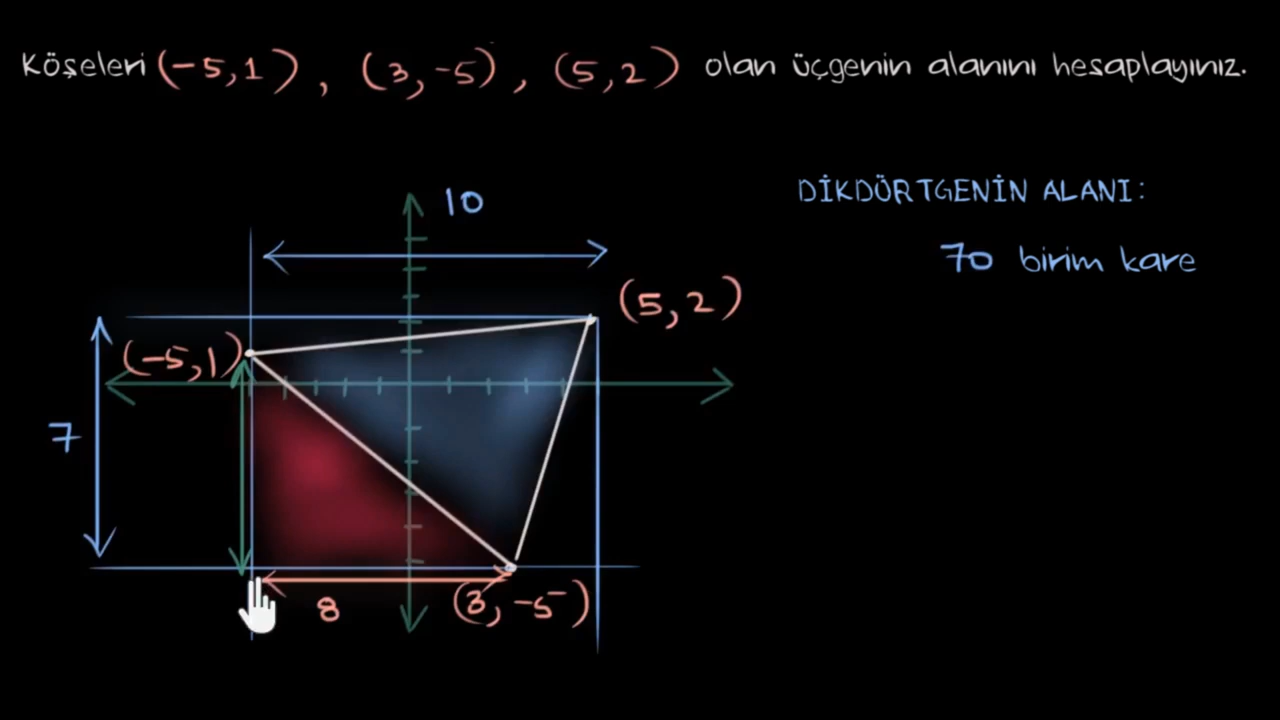 Köşeleri (-5,1), (3,-5), (5,2) olan üçgenin alanını hesaplayınız.
DİKDÖRTGENİN ALANI:
70 birim kare
10
(5,2)
(-5,1)
7
8
(3,-5)